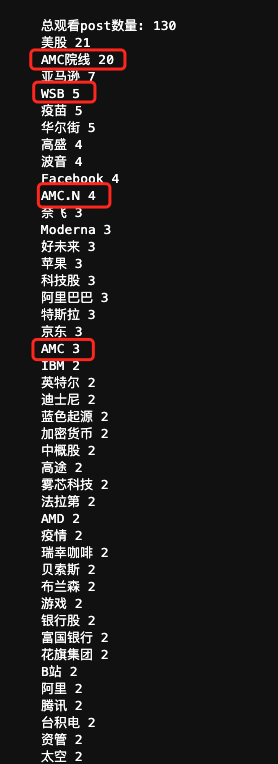 总观看post数量: 130
美股 21
AMC院线 20
亚马逊 7
WSB 5
疫苗 5
华尔街 5
高盛 4
波音 4
Facebook 4
AMC.N 4
奈飞 3
Moderna 3
好未来 3
苹果 3
科技股 3
阿里巴巴 3
特斯拉 3
京东 3
AMC 3
IBM 2
英特尔 2
迪士尼 2
蓝色起源 2
加密货币 2
中概股 2
高途 2
雾芯科技 2
法拉第 2
AMD 2
疫情 2
瑞幸咖啡 2
贝索斯 2
布兰森 2
游戏 2
银行股 2
富国银行 2
花旗集团 2
B站 2
阿里 2
腾讯 2
台积电 2
资管 2
太空 2